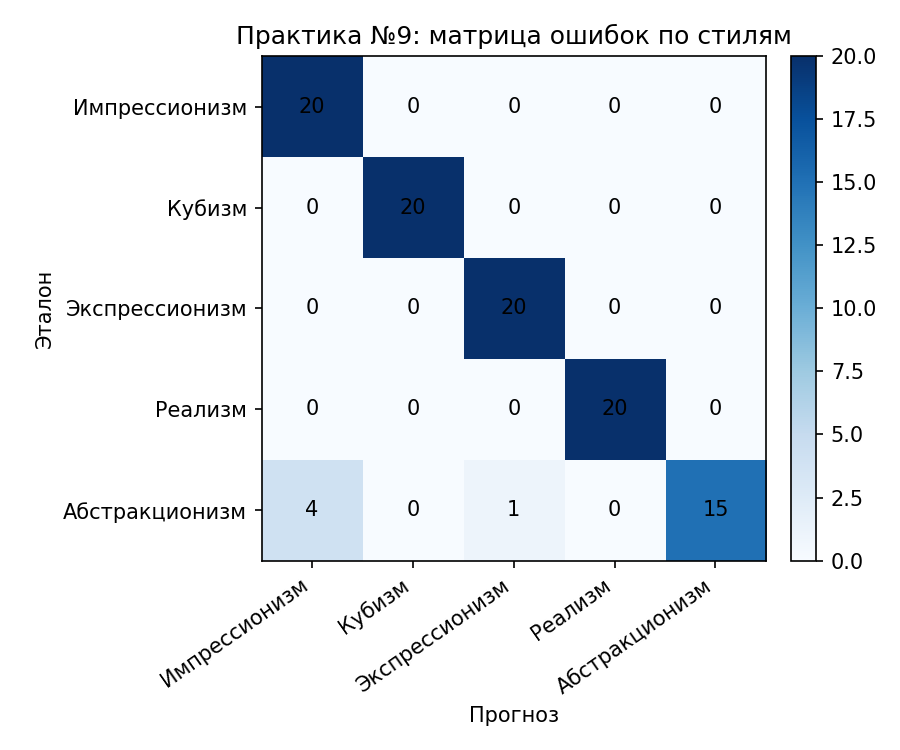 Практика №9: матрица ошибок по стилям
Эталон
Импрессионизм 20 0 0 0 0
Кубизм 0 20 0 0 0
Экспрессионизм 0 0 20 0 0
Реализм 0 0 0 20 0
Абстракционизм 4 0 1 0 15
Импрессионизм Кубизм Экспрессионизм Реализм Абстракционизм
Прогноз
20.0
17.5
15.0
12.5
10.0
7.5
5.0
2.5
0.0